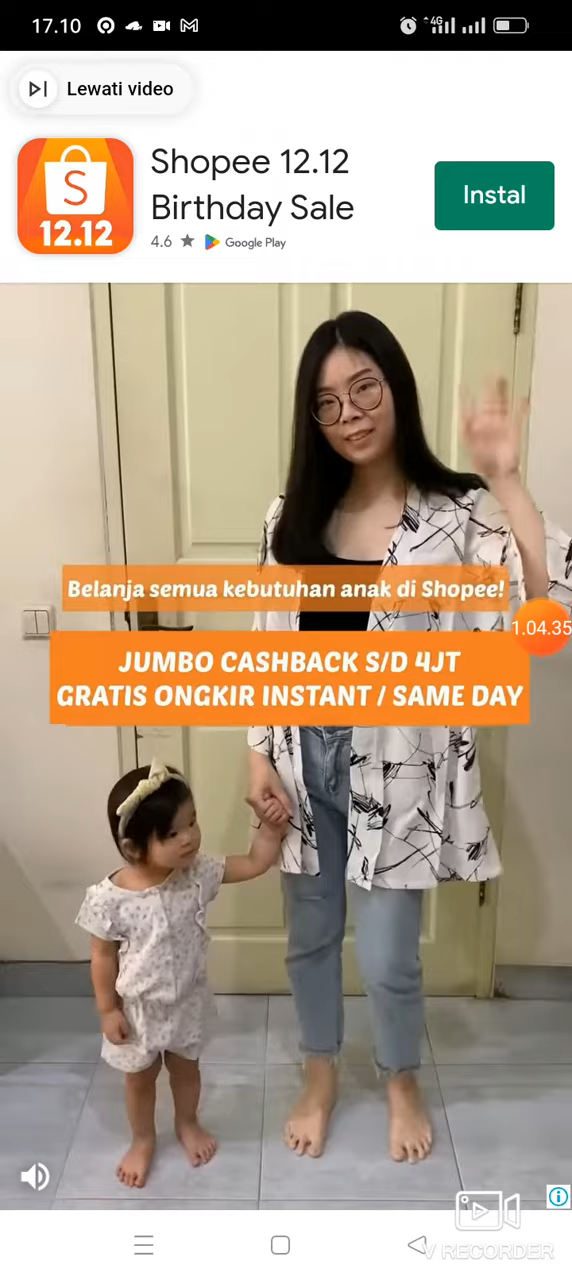 17.10
4G
Lewati video
Shopee 12.12
Birthday Sale
Instal
S
12.12
4.6 ★ Google Play
Belanja semua kebutuhan anak di Shopee!
1.04.35
JUMBO CASHBACK S/D 4JT
GRATIS ONGKIR INSTANT / SAME DAY
V RECORDER